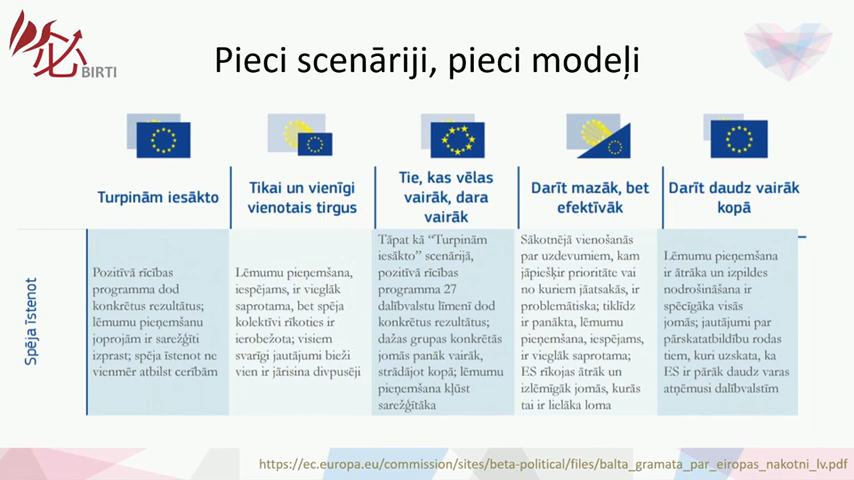 BIRTI
Pieci scenāriji, pieci modeļi
Turpinām iesākto
Tikai un vienīgi
vienotais tirgus
Tie, kas vēlas
vairāk, dara
vairāk
Darīt mazāk, bet
efektīvāk
Darīt daudz vairāk
kopā
Spēja īstenot
Pozitīvā rīcības
programma dod
konkrētus rezultātus;
lēmumu pieņemšanu
joprojām ir sarežģīti
izprast; spēja īstenot ne
vienmēr atbilst cerībām
Lēmumu pieņemšana,
iespējams, ir vieglāk
saprotama, bet spēja
kolektīvi rīkoties ir
ierobežota; visiem
svarīgi jautājumi bieži
vien ir jārisina divpusēji
Tāpat kā “Turpinām
iesākto” scenārijā,
pozitīvā rīcības
programma 27
dalībvalstu līmenī dod
konkrētus rezultātus;
dažas grupas konkrētās
jomās panāk vairāk,
strādājot kopā; lēmumu
pieņemšana kļūst
sarežģītāka
Sākotnējā vienošanās
par uzdevumiem, kam
jāpiešķir prioritāte vai
no kuriem jāatsakās, ir
problemātiska; tiklīdz
ir panākta, lēmumu
pieņemšana, iespējams,
ir vieglāk saprotama;
ES rīkojas ātrāk un
izlēmīgāk jomās, kurās
tai ir lielāka loma
Lēmumu pieņemšana
ir ātrāka un izpildes
nodrošināšana ir
spēcīgāka visās
jomās; jautājumi par
pārskatatbildību rodas
tiem, kuri uzskata, ka
ES ir pārāk daudz varas
atņēmusi dalībvalstīm
https://ec.europa.eu/commission/sites/beta-political/files/balta_gramata_par_eiropas_nakotni_lv.pdf